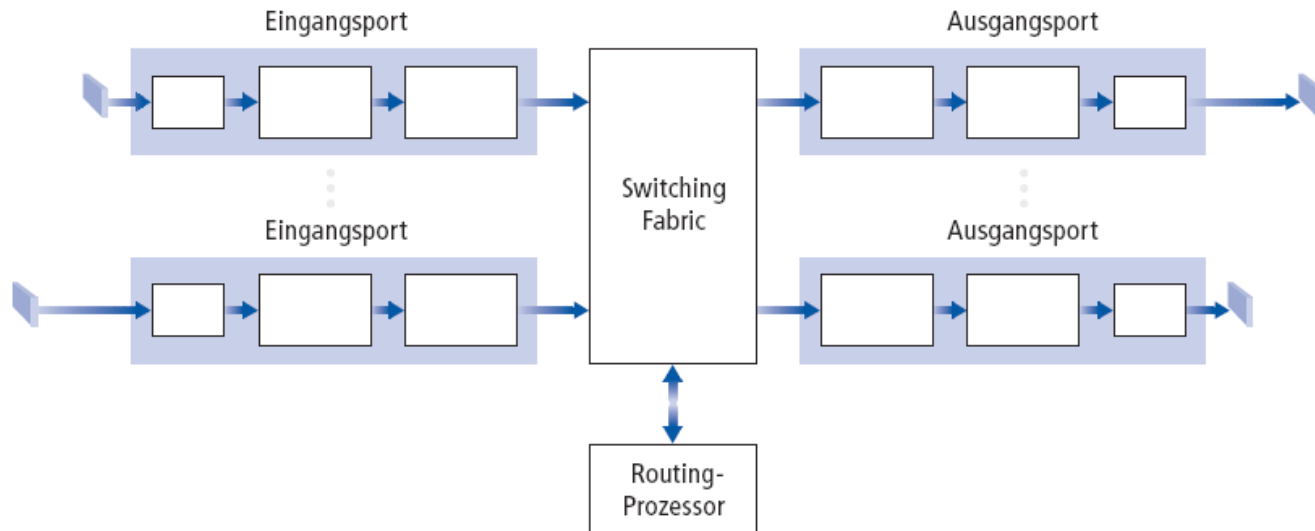 Eingangsport
Ausgangsport
Switching
Fabric
Eingangsport
Ausgangsport
Routing-
Prozessor